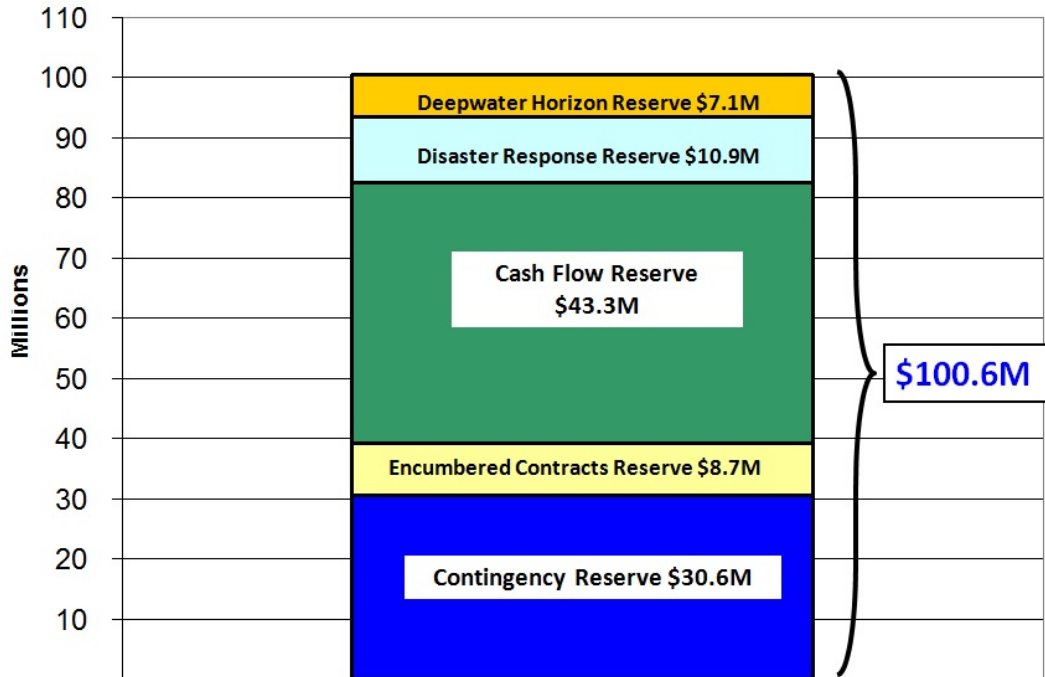 110
100
90
80
70
60
50
40
30
20
10
Millions
Deepwater Horizon Reserve $7.1M
Disaster Response Reserve $10.9M
Cash Flow Reserve
$43.3M
Encumbered Contracts Reserve $8.7M
Contingency Reserve $30.6M
$100.6M